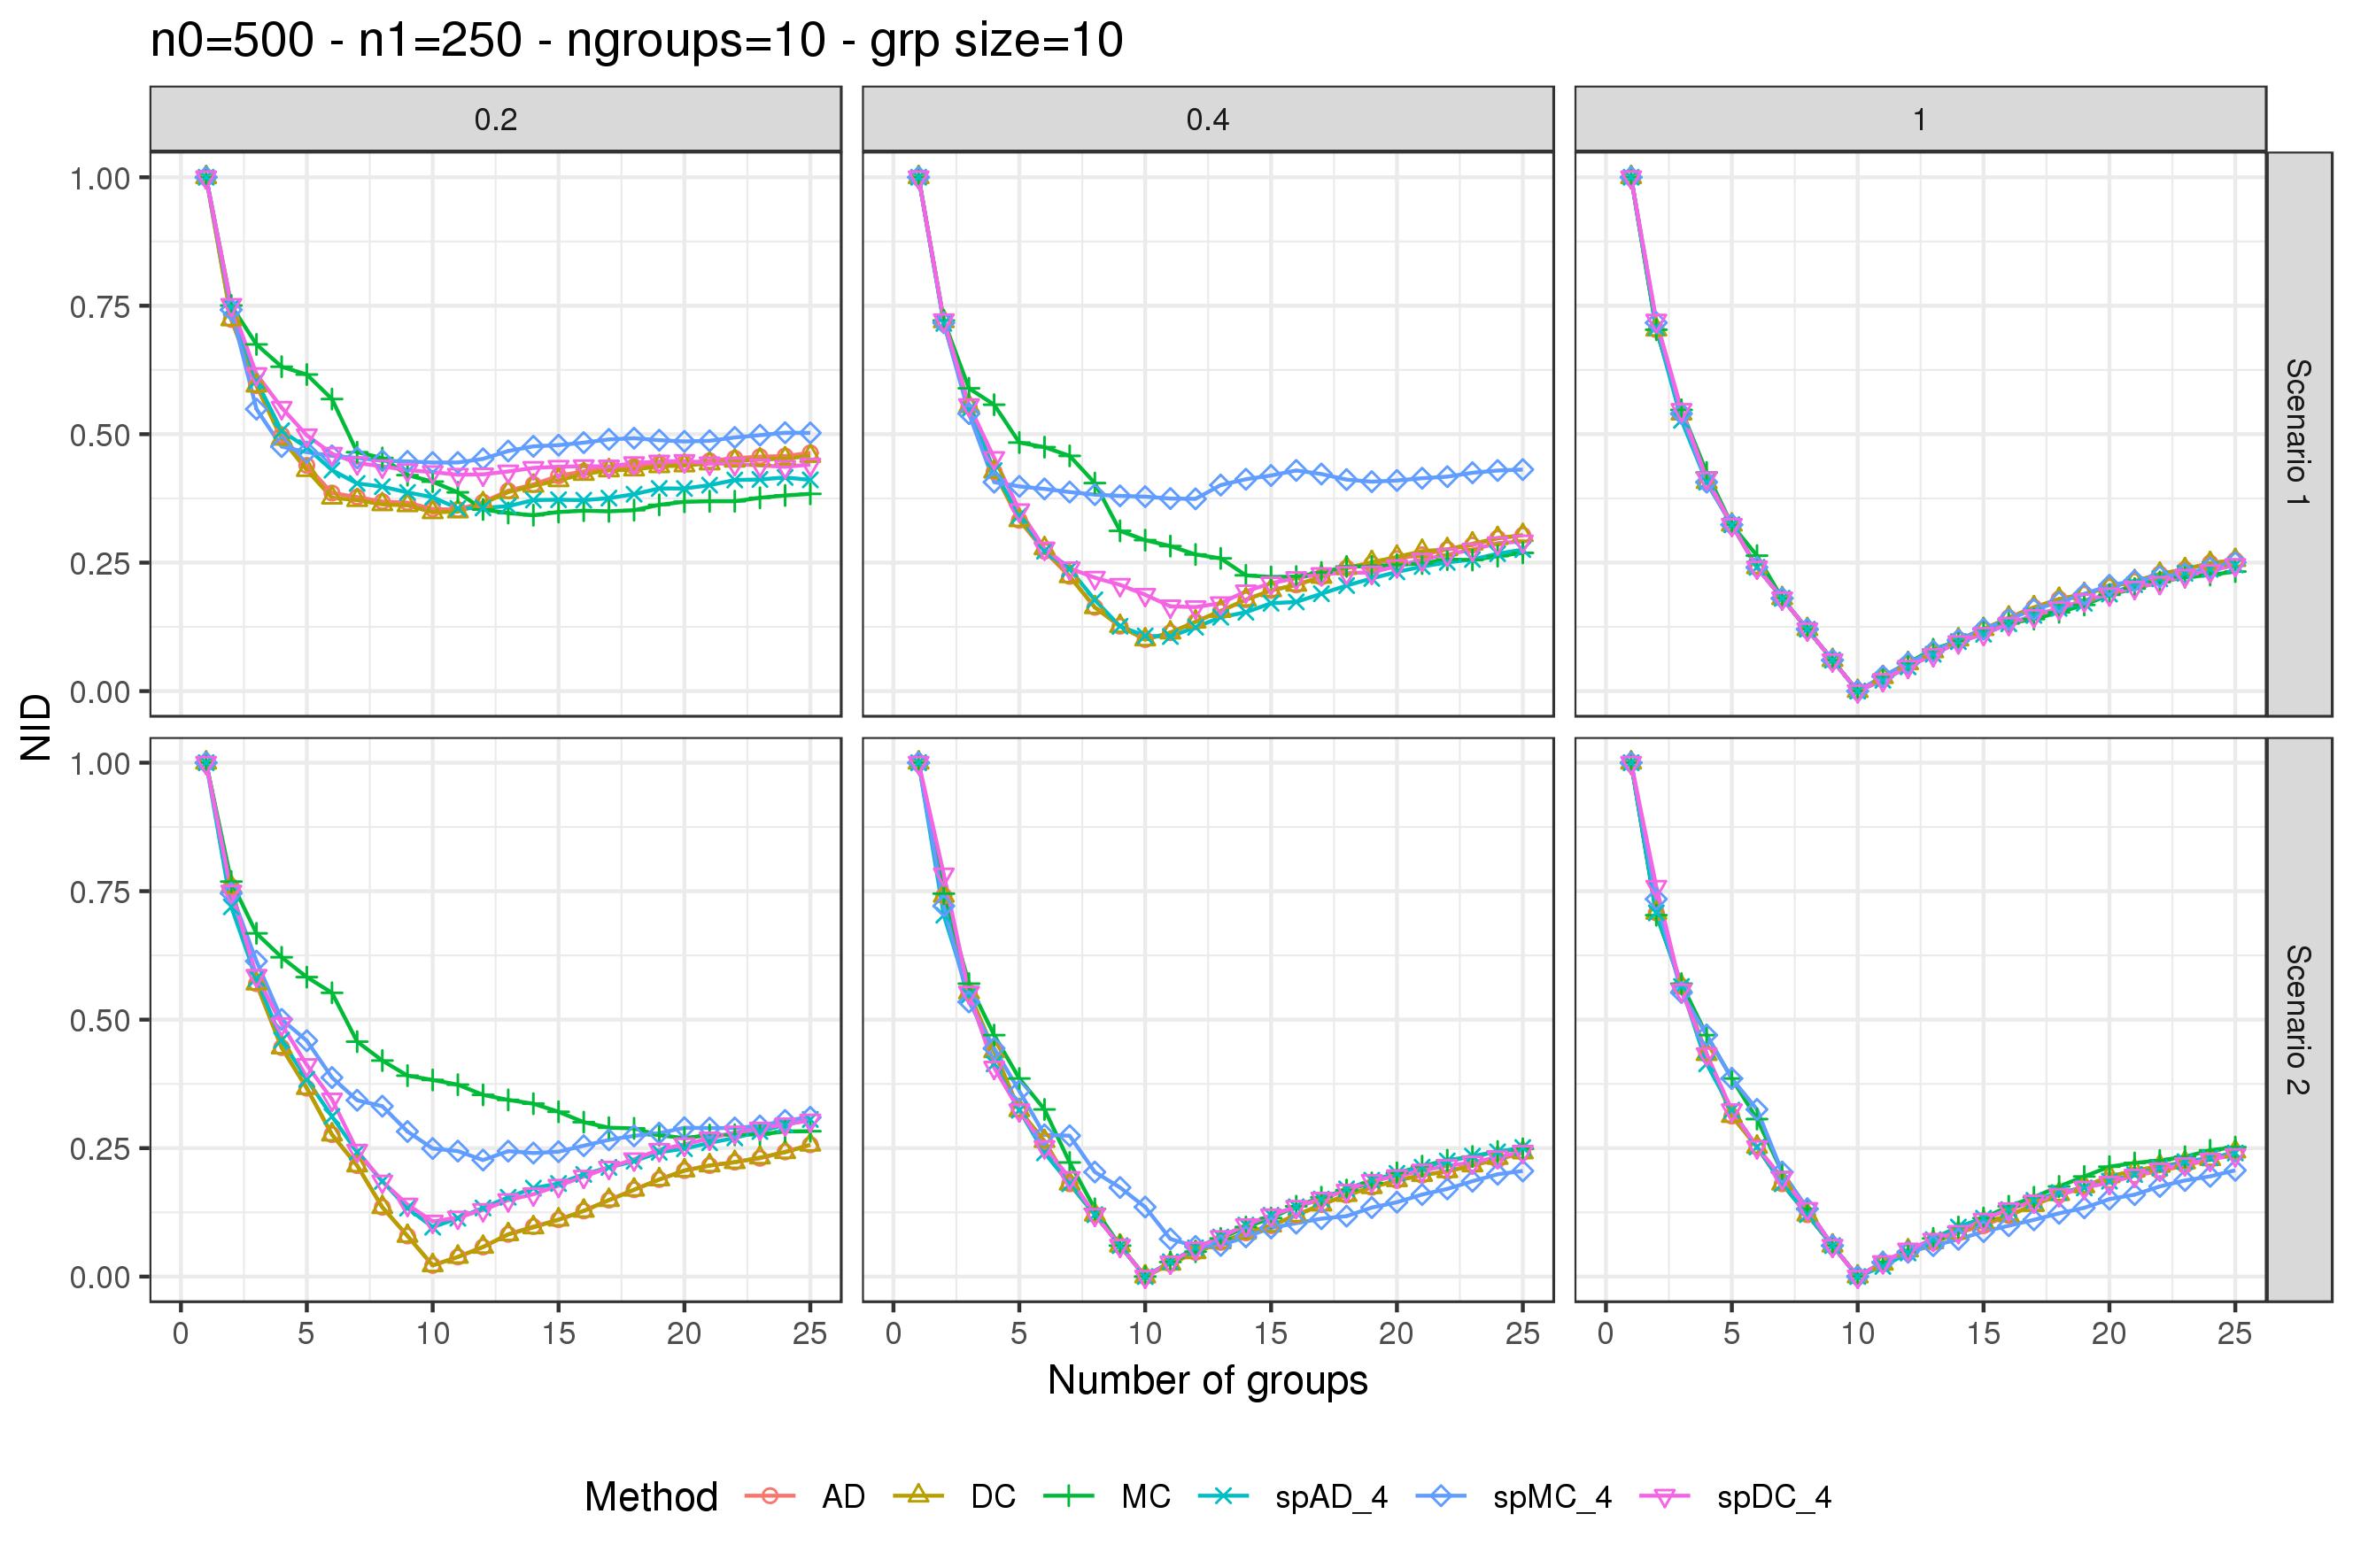 n0=500 - n1=250 - ngroups=10 - grp size=10
0.2 0.4 1
1.00
0.75
0.50
0.25
0.00
Scenario 1
NID
1.00
0.75
0.50
0.25
0.00
Scenario 2
0 5 10 15 20 25 0 5 10 15 20 25 0 5 10 15 20 25
Number of groups
Method AD DC MC spAD_4 spMC_4 spDC_4